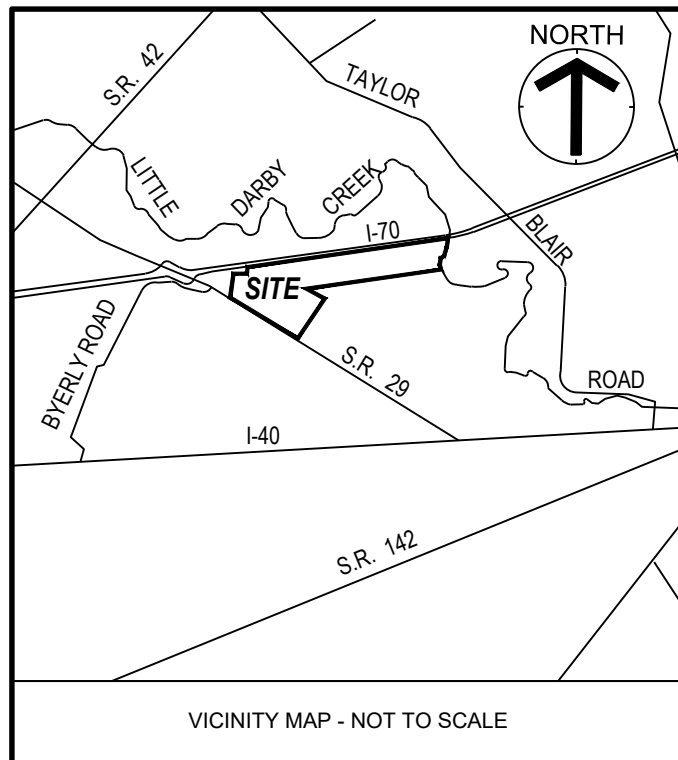 NORTH
S.R. 42
TAYLOR
LITTLE
DARBY
CREEK
I-70
BLAIR
SITE
BYERLY ROAD
S.R. 29
ROAD
I-40
S.R. 142
VICINITY MAP - NOT TO SCALE